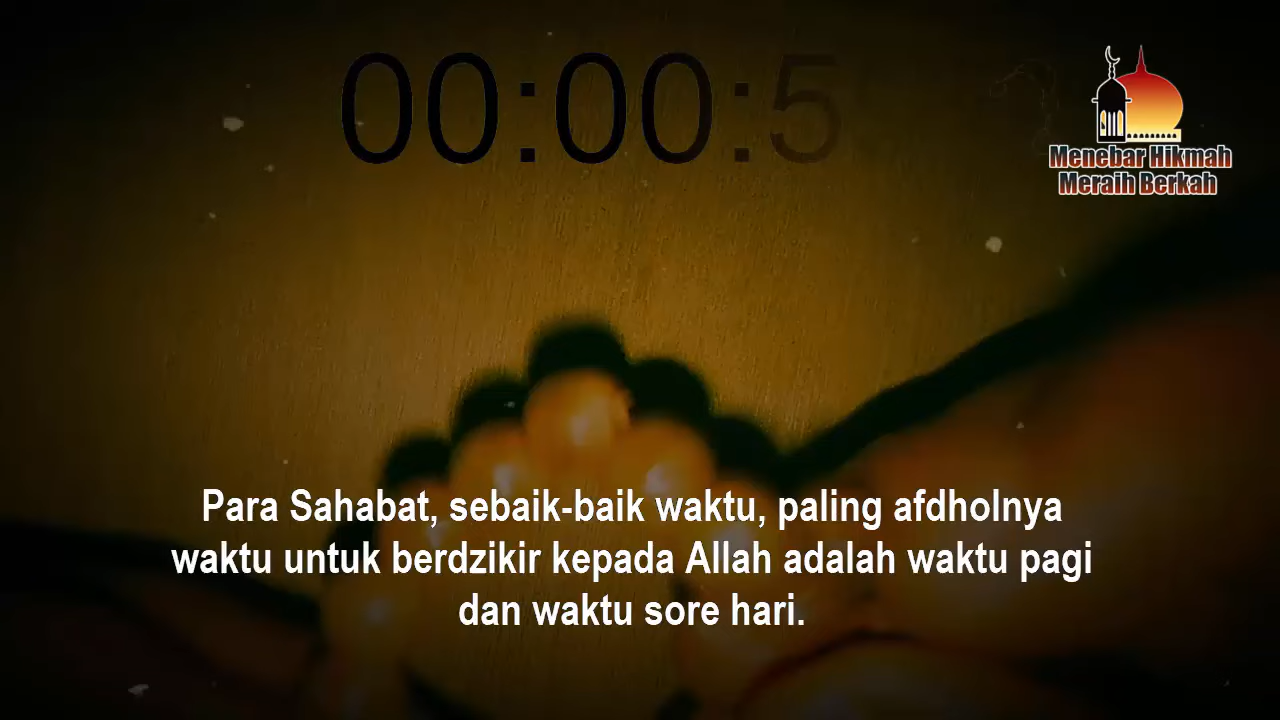 00:00:5
Menebar Hikmah
Meraih Berkah
Para Sahabat, sebaik-baik waktu, paling afdholnya
waktu untuk berdzikir kepada Allah adalah waktu pagi
dan waktu sore hari.